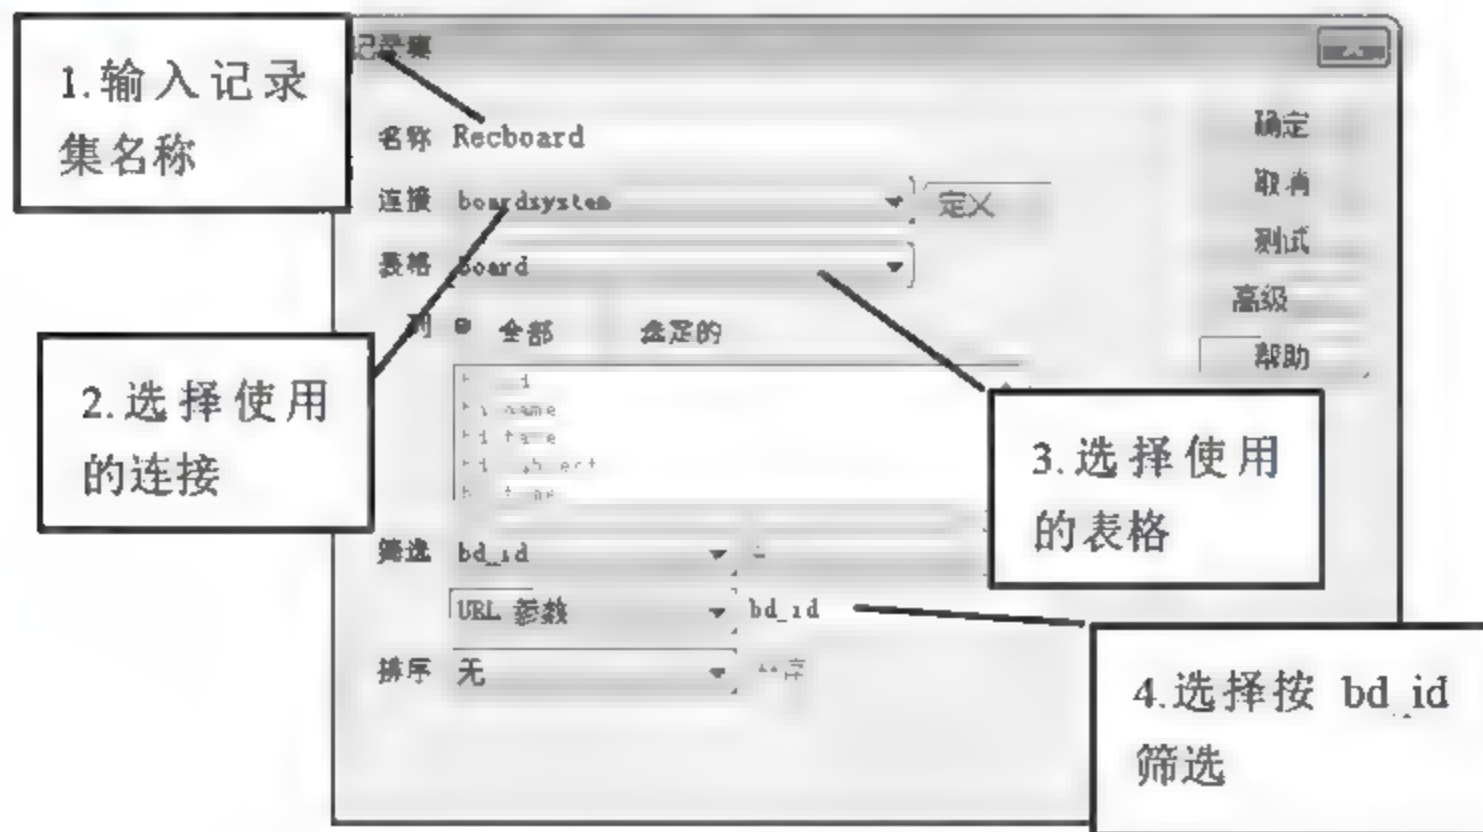 1.输入记录
集名称
记录集
名称 Recboard
确定
连接 boardsystem 定义
取消
表格 board
测试
高级
列 全部 选定的
帮助
2.选择使用
的连接
3.选择使用
的表格
筛选 bd_id =
URL 参数 bd_id
排序 无
4.选择按 bd_id
筛选